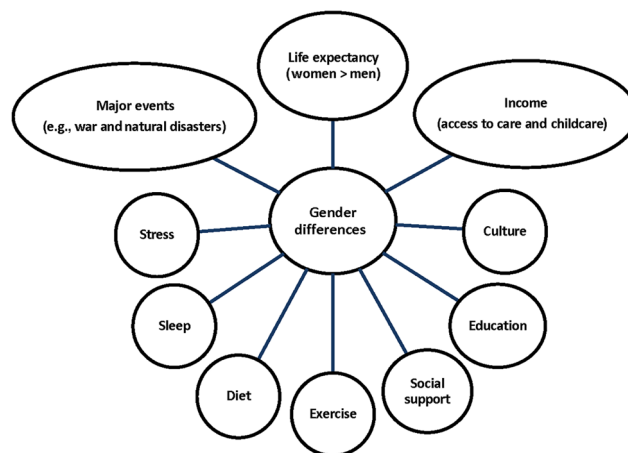 Life expectancy
(women > men)
Major events
(e.g., war and natural disasters)
Income
(access to care and childcare)
Gender
differences
Stress
Culture
Sleep
Education
Diet
Exercise
Social
support